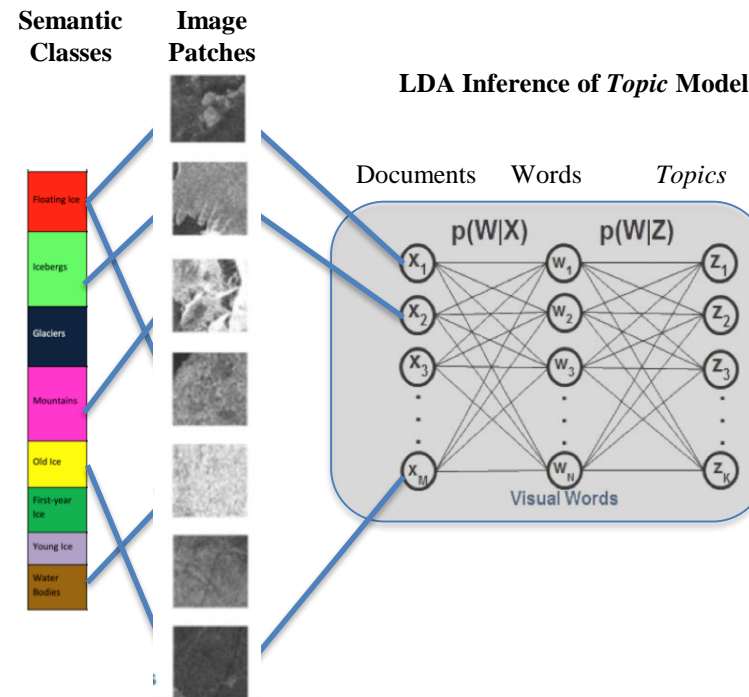 Semantic
Classes
Image
Patches
LDA Inference of Topic Model
Documents Words Topics
Floating Ice
Icebergs
Glaciers
Mountains
Old Ice
First-year
Ice
Young Ice
Water
Bodies
p(W|X) p(W|Z)
X1 W1 Z1
X2 W2 Z2
X3 W3 Z3
XM WN ZK
Visual Words
s